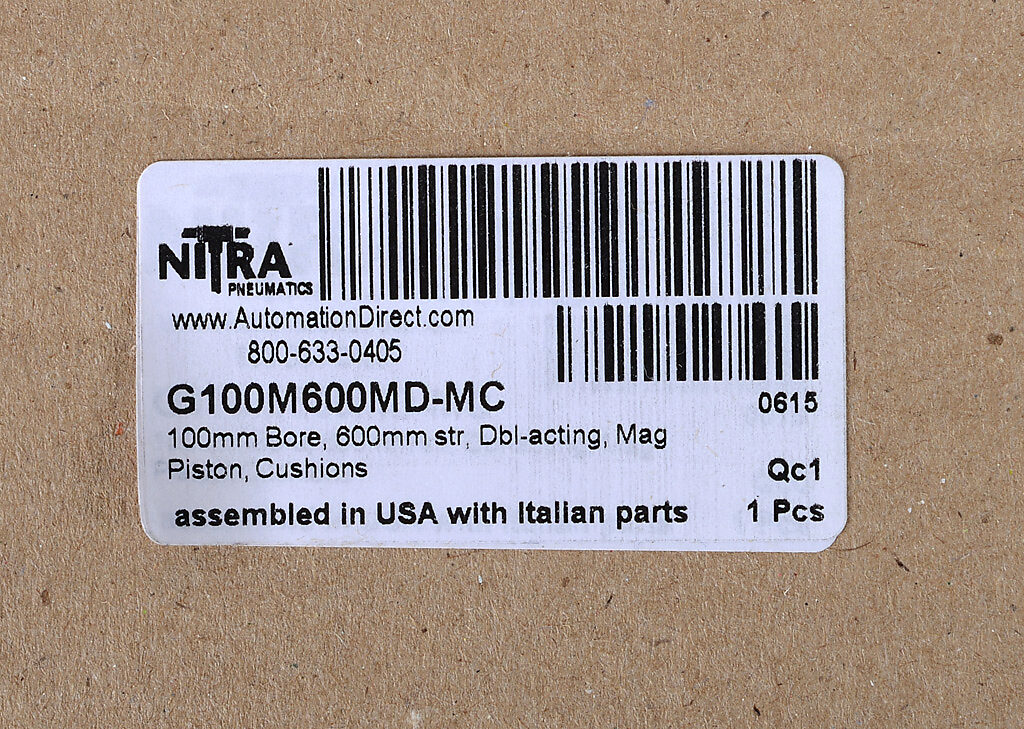 NITRA
PNEUMATICS
www.AutomationDirect.com
800-633-0405
G100M600MD-MC
0615
100mm Bore, 600mm str, Dbl-acting, Mag
Piston, Cushions
Qc1
assembled in USA with Italian parts
1 Pcs